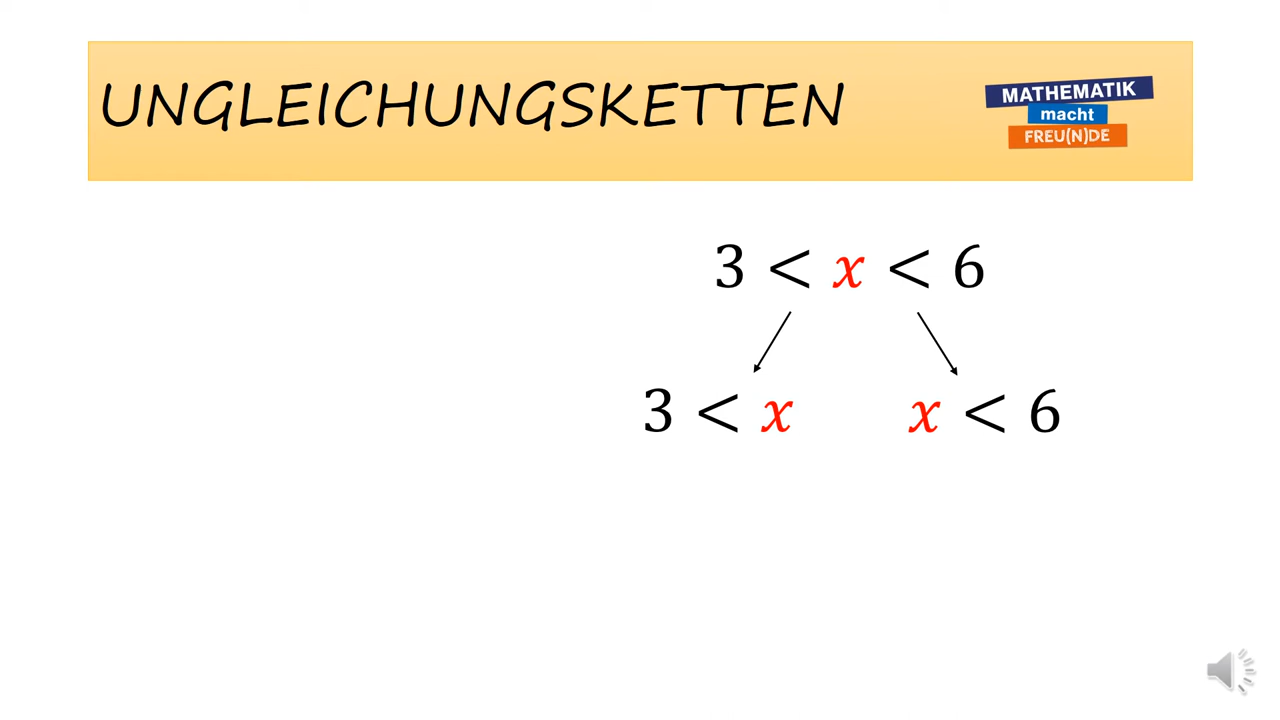 UNGLEICHUNGSKETTEN
MATHEMATIK
macht
FREU(N)DE
3 < x < 6
3 < x x < 6